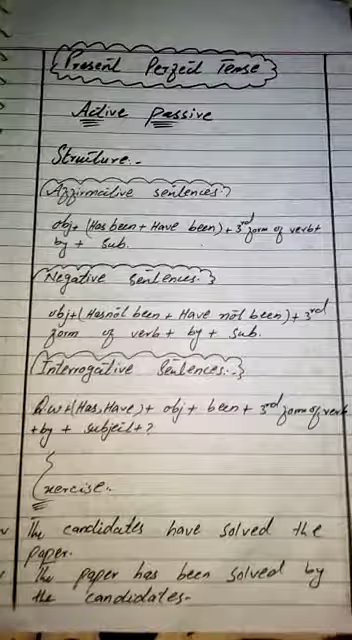 Present Perfect Tense
Active Passive
Structure:-
Affirmative sentences:
obj+ (Has been + Have been) + 3rd form of verb+
by + sub.
Negative Sentences:
obj+(Hasnot been + Have not been) + 3rd
form of verb+ by + sub.
Interrogative Sentences:-
Q.w+(Has,Have)+ obj + been + 3rd form of verb
+by + subject+?
Exercise:-
The candidates have solved the
paper.
The paper has been solved by
the candidates-